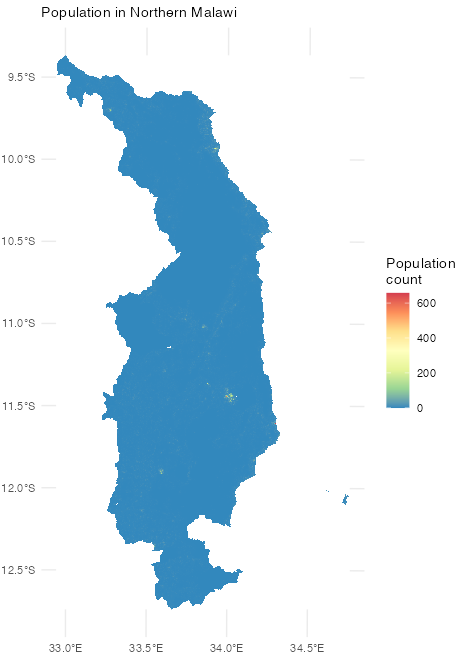 Population in Northern Malawi
9.5°S
10.0°S
10.5°S
11.0°S
11.5°S
12.0°S
12.5°S
33.0°E
33.5°E
34.0°E
34.5°E
Population
count
600
400
200
0